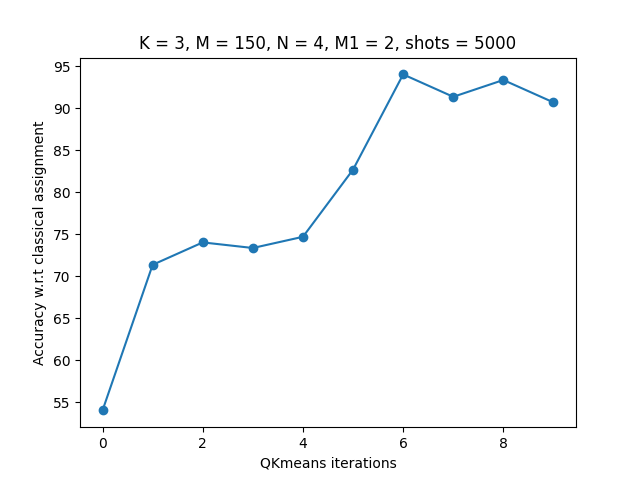 K = 3, M = 150, N = 4, M1 = 2, shots = 5000
Accuracy w.r.t classical assignment
95
90
85
80
75
70
65
60
55
0 2 4 6 8
QKmeans iterations